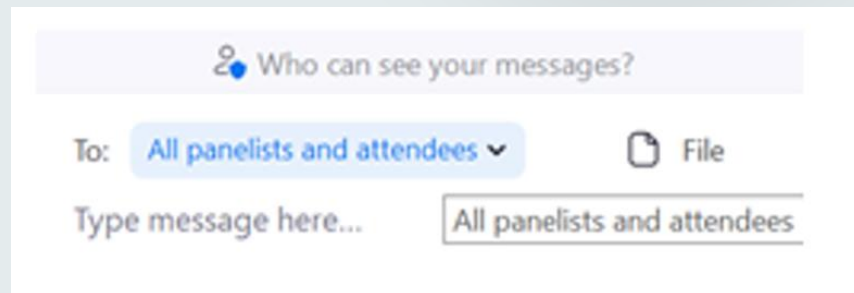 Who can see your messages?
To: All panelists and attendees File
Type message here... All panelists and attendees